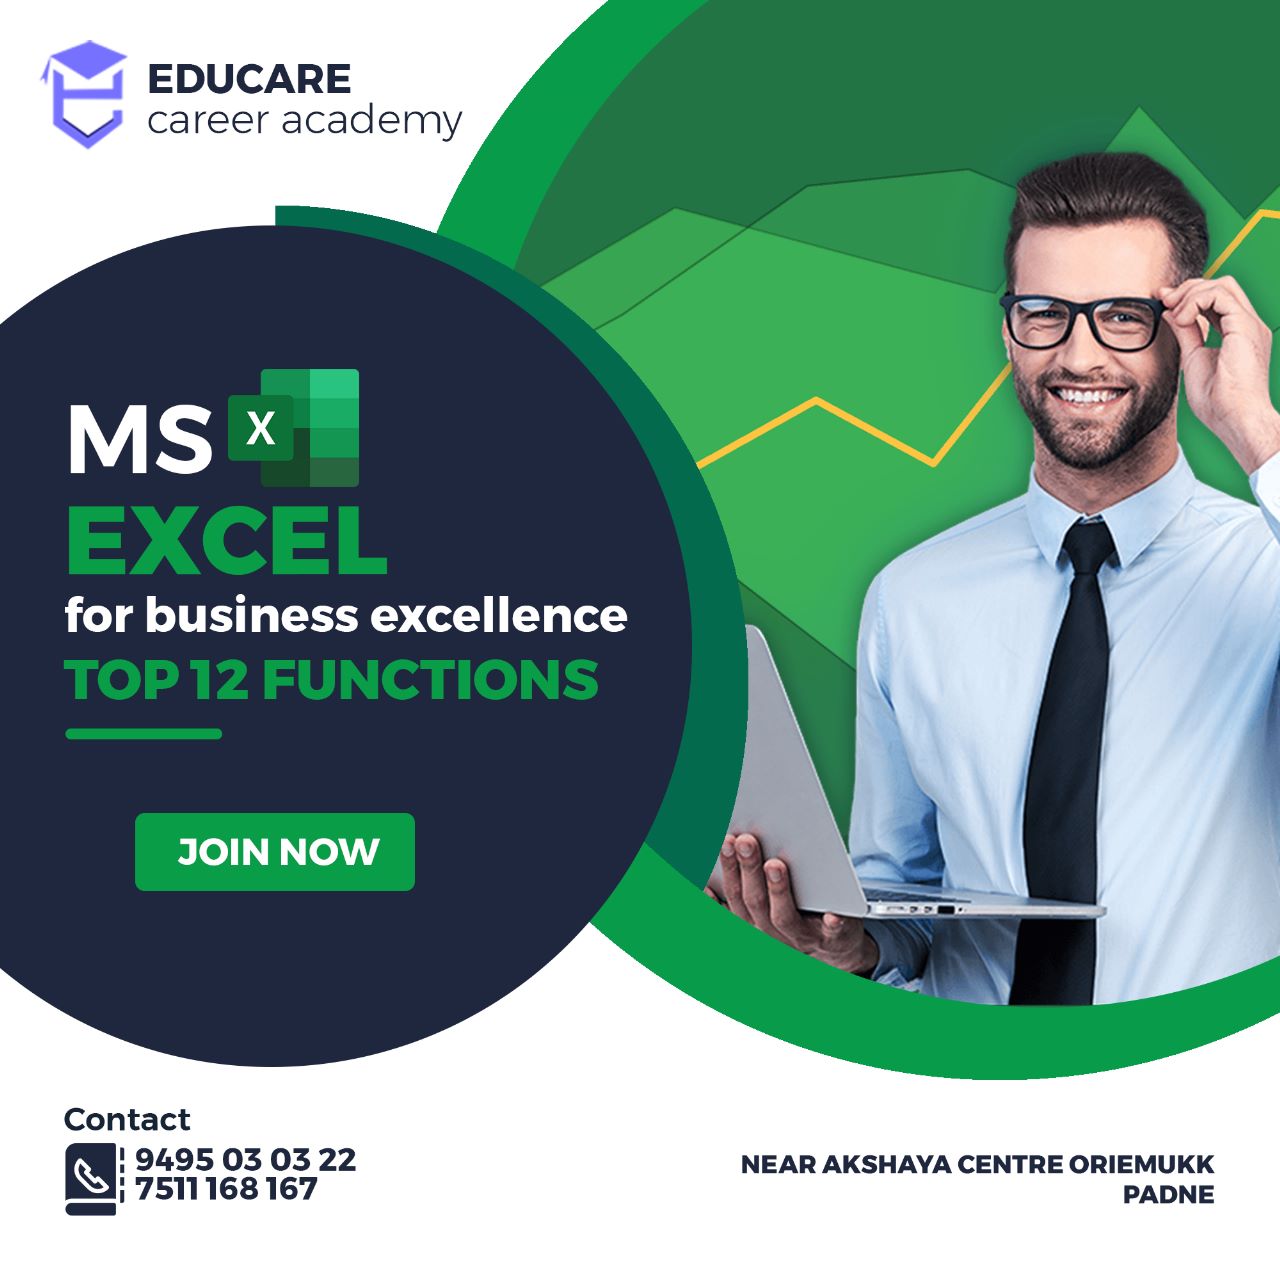 EDUCARE
career academy
MS
X
EXCEL
for business excellence
TOP 12 FUNCTIONS
JOIN NOW
Contact
9495 03 03 22
7511 168 167
NEAR AKSHAYA CENTRE ORIEMUKK
PADNE